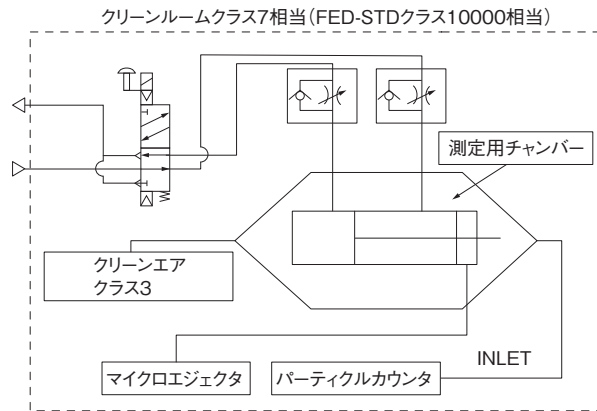 クリーンルームクラス7相当(FED-STDクラス10000相当)
測定用チャンバー
クリーンエア
クラス3
マイクロエジェクタ
パーティクルカウンタ
INLET